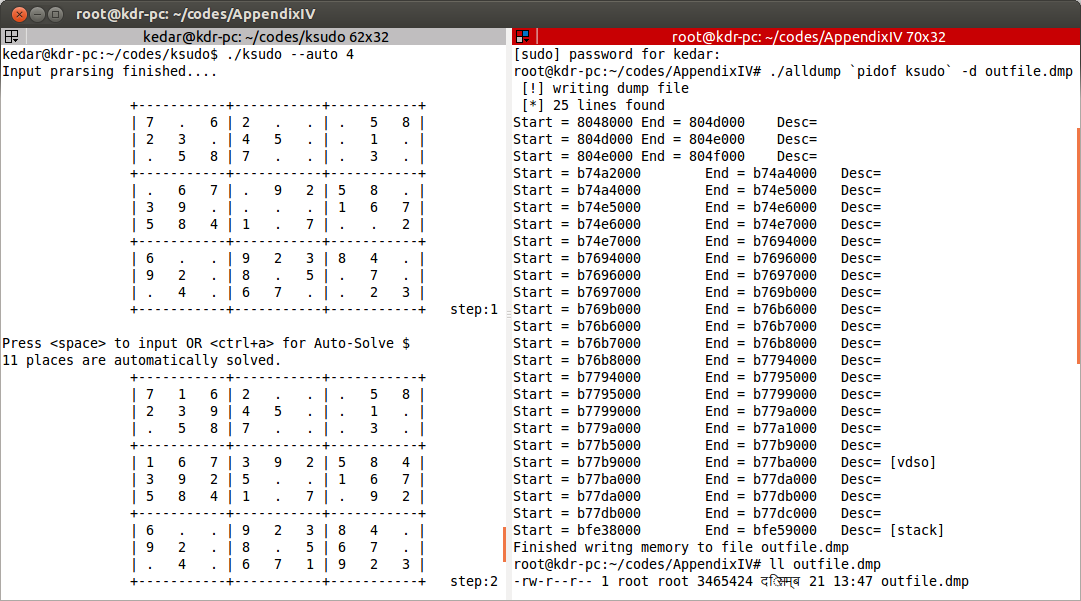 root@kdr-pc: ~/codes/AppendixIV
kedar@kdr-pc: ~/codes/ksudo 62x32
kedar@kdr-pc:~/codes/ksudo$ ./ksudo --auto 4
Input prarsing finished....
+-----------+-----------+-----------+
| 7   .   6 | 2   .   . | .   5   8 |
| 2   3   . | 4   5   . | .   1   . |
| .   5   8 | 7   .   . | .   3   . |
+-----------+-----------+-----------+
| .   6   7 | .   9   2 | 5   8   . |
| 3   9   . | .   .   . | 1   6   7 |
| 5   8   4 | 1   .   7 | .   .   2 |
+-----------+-----------+-----------+
| 6   .   . | 9   2   3 | 8   4   . |
| 9   2   . | 8   .   5 | .   7   . |
| .   4   . | 6   7   . | .   2   3 |
+-----------+-----------+-----------+   step:1
Press <space> to input OR <ctrl+a> for Auto-Solve $
11 places are automatically solved.
+-----------+-----------+-----------+
| 7   1   6 | 2   .   . | .   5   8 |
| 2   3   9 | 4   5   . | .   1   . |
| .   5   8 | 7   .   . | .   3   . |
+-----------+-----------+-----------+
| 1   6   7 | 3   9   2 | 5   8   4 |
| 3   9   2 | 5   .   . | 1   6   7 |
| 5   8   4 | 1   .   7 | .   9   2 |
+-----------+-----------+-----------+
| 6   .   . | 9   2   3 | 8   4   . |
| 9   2   . | 8   .   5 | 6   7   . |
| .   4   . | 6   7   1 | 9   2   3 |
+-----------+-----------+-----------+   step:2
root@kdr-pc: ~/codes/AppendixIV 70x32
[sudo] password for kedar:
root@kdr-pc:~/codes/AppendixIV# ./alldump `pidof ksudo` -d outfile.dmp
[!] writing dump file
[*] 25 lines found
Start = 8048000 End = 804d000    Desc=
Start = 804d000 End = 804e000    Desc=
Start = 804e000 End = 804f000    Desc=
Start = b74a2000        End = b74a4000   Desc=
Start = b74a4000        End = b74e5000   Desc=
Start = b74e5000        End = b74e6000   Desc=
Start = b74e6000        End = b74e7000   Desc=
Start = b74e7000        End = b7694000   Desc=
Start = b7694000        End = b7696000   Desc=
Start = b7696000        End = b7697000   Desc=
Start = b7697000        End = b769b000   Desc=
Start = b769b000        End = b76b6000   Desc=
Start = b76b6000        End = b76b7000   Desc=
Start = b76b7000        End = b76b8000   Desc=
Start = b76b8000        End = b7794000   Desc=
Start = b7794000        End = b7795000   Desc=
Start = b7795000        End = b7799000   Desc=
Start = b7799000        End = b779a000   Desc=
Start = b779a000        End = b77a1000   Desc=
Start = b77b5000        End = b77b9000   Desc=
Start = b77b9000        End = b77ba000   Desc= [vdso]
Start = b77ba000        End = b77da000   Desc=
Start = b77da000        End = b77db000   Desc=
Start = b77db000        End = b77dc000   Desc=
Start = bfe38000        End = bfe59000   Desc= [stack]
Finished writng memory to file outfile.dmp
root@kdr-pc:~/codes/AppendixIV# ll outfile.dmp
-rw-r--r-- 1 root root 3465424 21 13:47 outfile.dmp